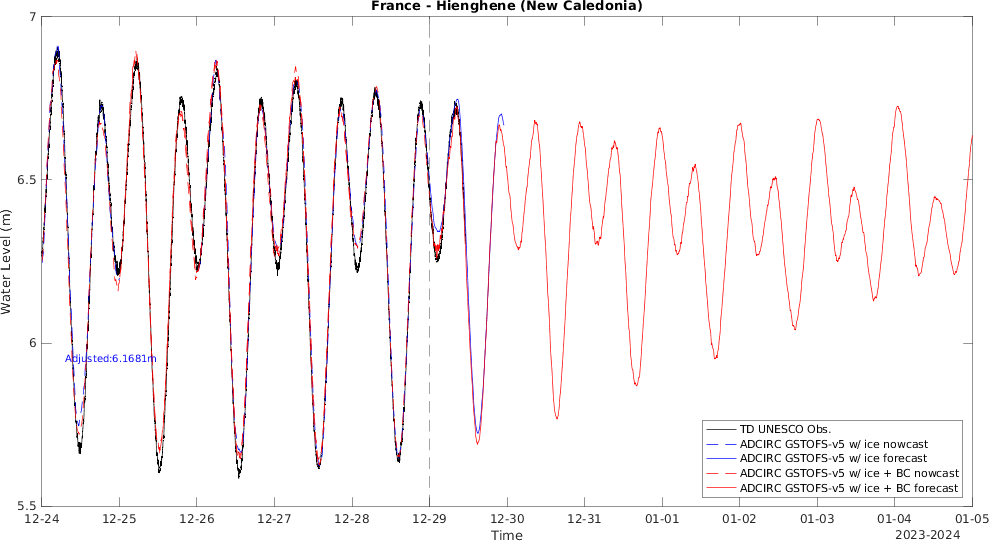 France - Hienghene (New Caledonia)
7
6.5
6
5.5
Water Level (m)
Adjusted:6.1681m
TD UNESCO Obs.
ADCIRC GSTOFS-v5 w/ ice nowcast
ADCIRC GSTOFS-v5 w/ ice forecast
ADCIRC GSTOFS-v5 w/ ice + BC nowcast
ADCIRC GSTOFS-v5 w/ ice + BC forecast
12-24 12-25 12-26 12-27 12-28 12-29 12-30 12-31 01-01 01-02 01-03 01-04 01-05
Time
2023-2024